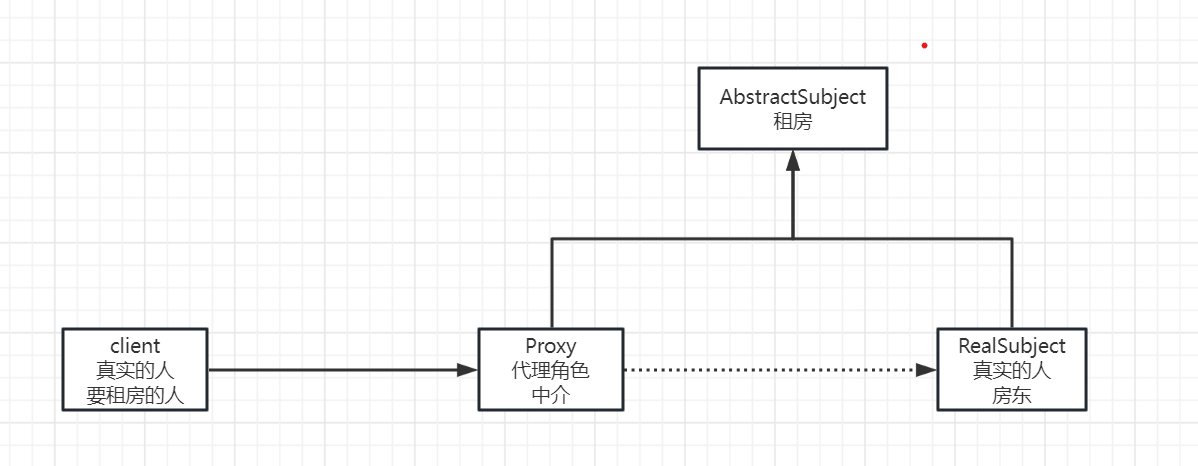 AbstractSubject
租房
client
真实的人
要租房的人
Proxy
代理角色
中介
RealSubject
真实的人
房东